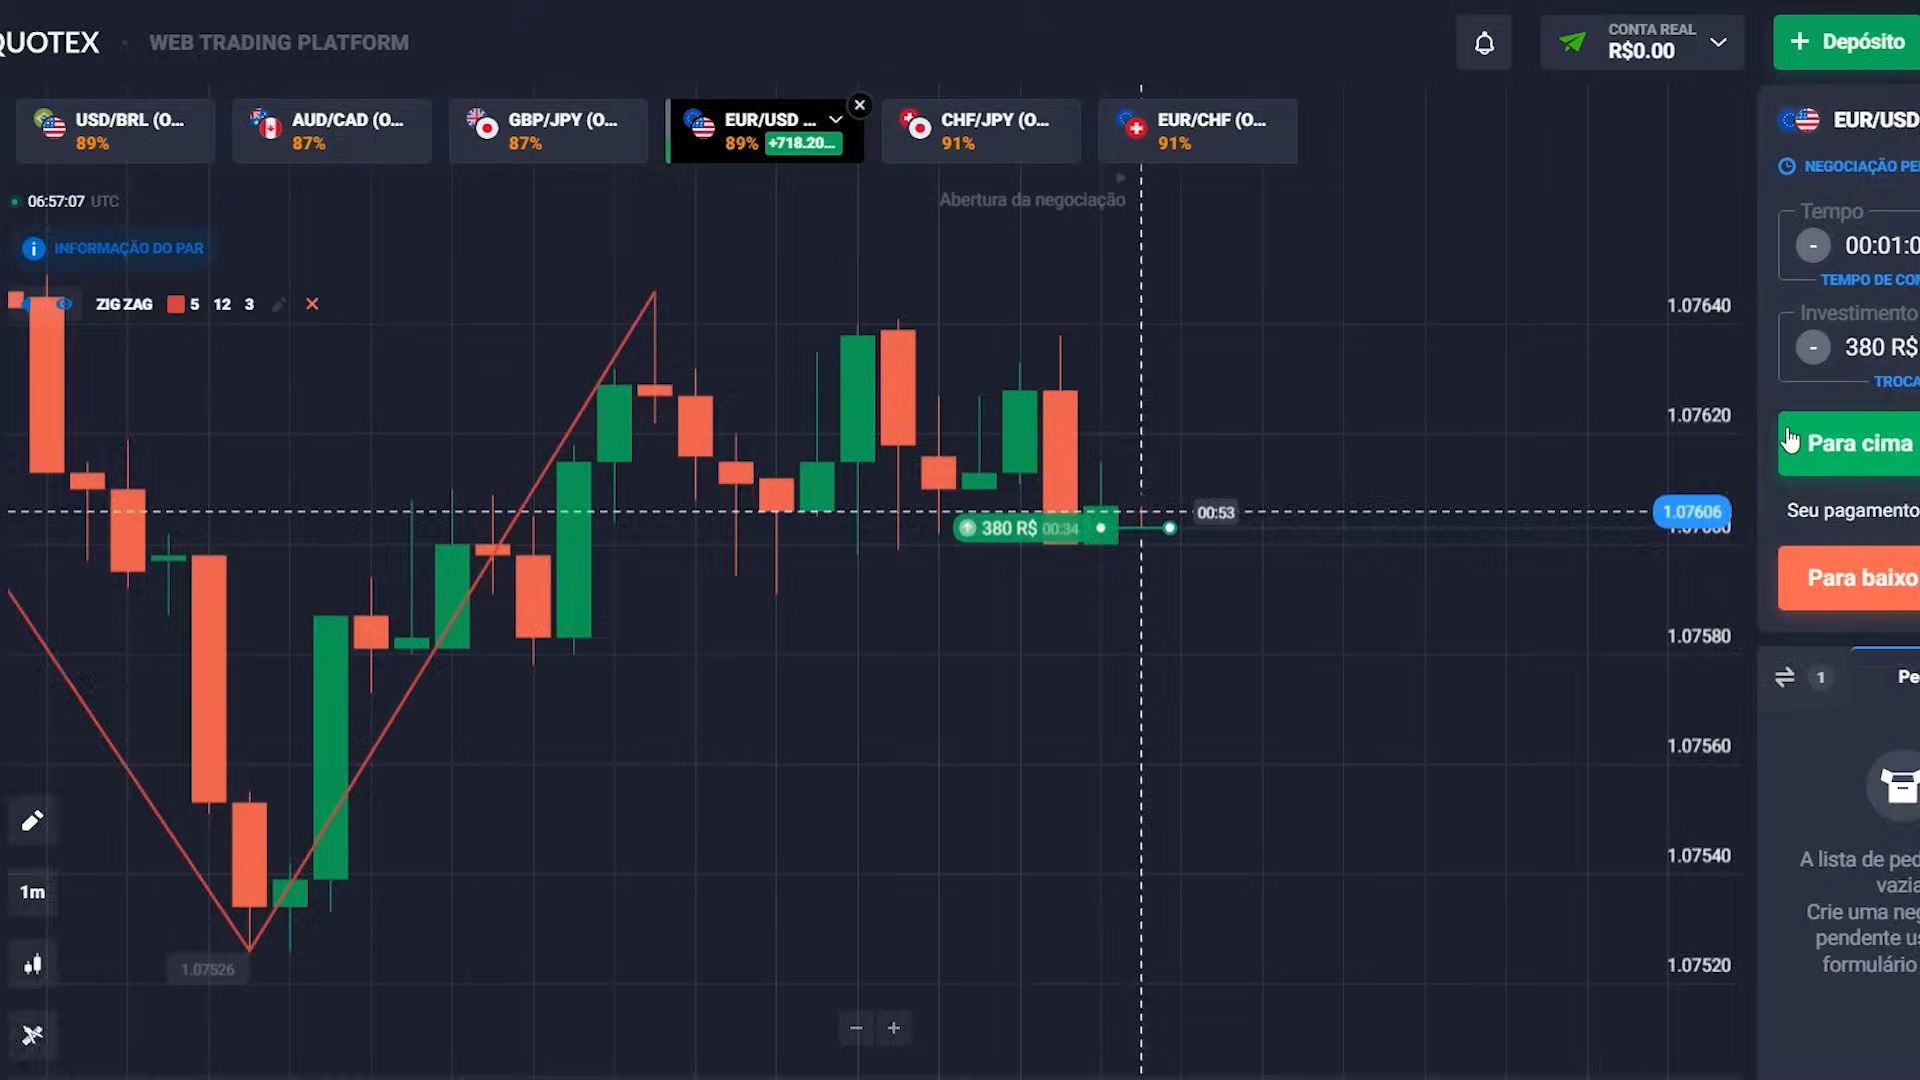 QUOTEX
WEB TRADING PLATFORM
CONTA REAL
R$0.00
+ Depósito
USD/BRL (O...
89%
AUD/CAD (O...
87%
GBP/JPY (O...
87%
EUR/USD ...
89% +718.20...
CHF/JPY (O...
91%
EUR/CHF (O...
91%
EUR/USD
06:57:07 UTC
Abertura da negociação
NEGOCIAÇÃO PE
INFORMAÇÃO DO PAR
Tempo
- 00:01:0
TEMPO DE CO
ZIG ZAG 5 12 3
1.07640
Investimento
- 380 R$
TROCA
1.07620
Para cima
380 R$ 00:34
00:53
1.07606
Seu pagamento
Para baixo
1.07580
1
Pe
1.07560
1.07540
A lista de ped
vazia
Crie uma neg
pendente us
formulário
1m
1.07526
1.07520
- +